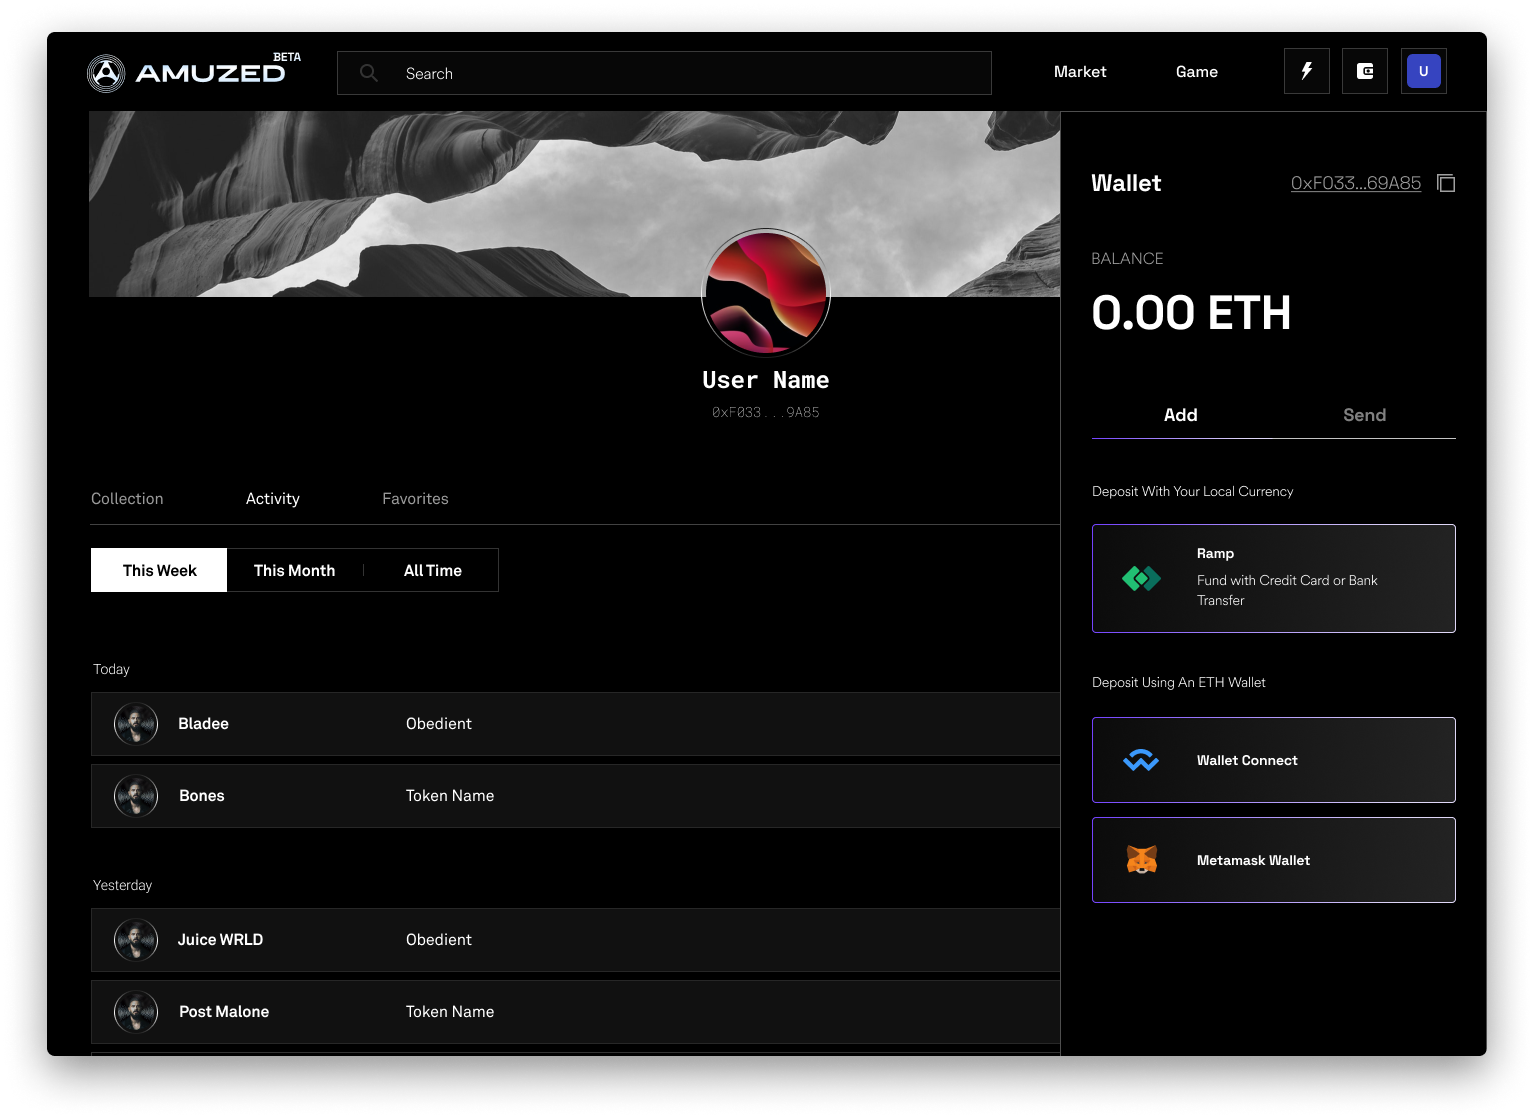 AMUZED BETA
Search
Market
Game
U
User Name
0xF033...9A85
Collection
Activity
Favorites
This Week
This Month
All Time
Today
Bladee
Obedient
Bones
Token Name
Yesterday
Juice WRLD
Obedient
Post Malone
Token Name
Wallet
0xF033...69A85
BALANCE
0.00 ETH
Add
Send
Deposit With Your Local Currency
Ramp
Fund with Credit Card or Bank
Transfer
Deposit Using An ETH Wallet
Wallet Connect
Metamask Wallet